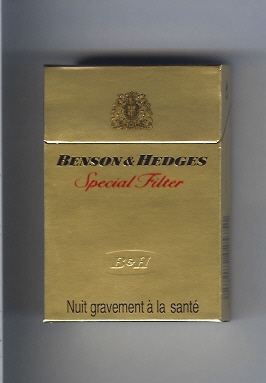 BENSON & HEDGES
Special Filter
B&H
Nuit gravement à la santé